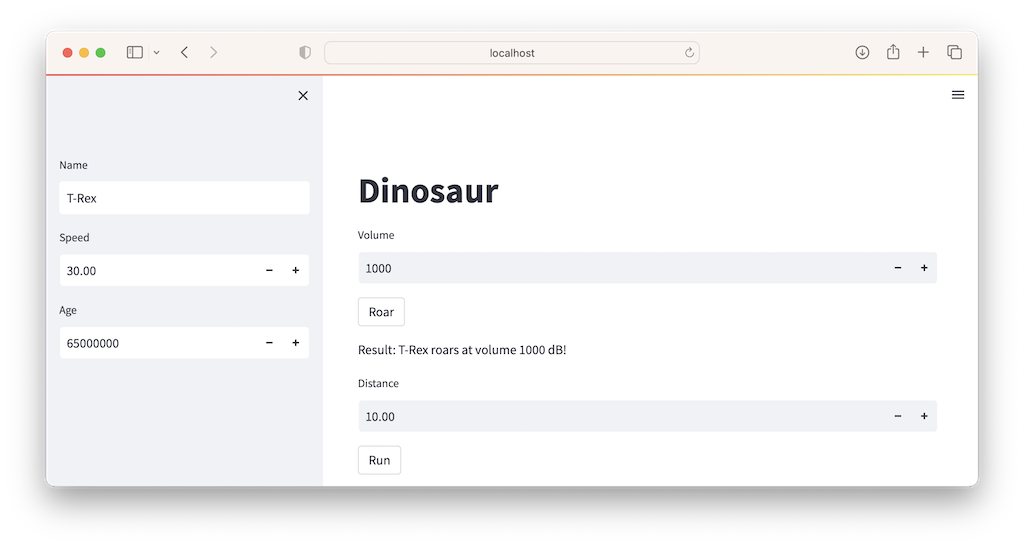 localhost
Name
T-Rex
Speed
30.00
Age
65000000
Dinosaur
Volume
1000
Roar
Result: T-Rex roars at volume 1000 dB!
Distance
10.00
Run